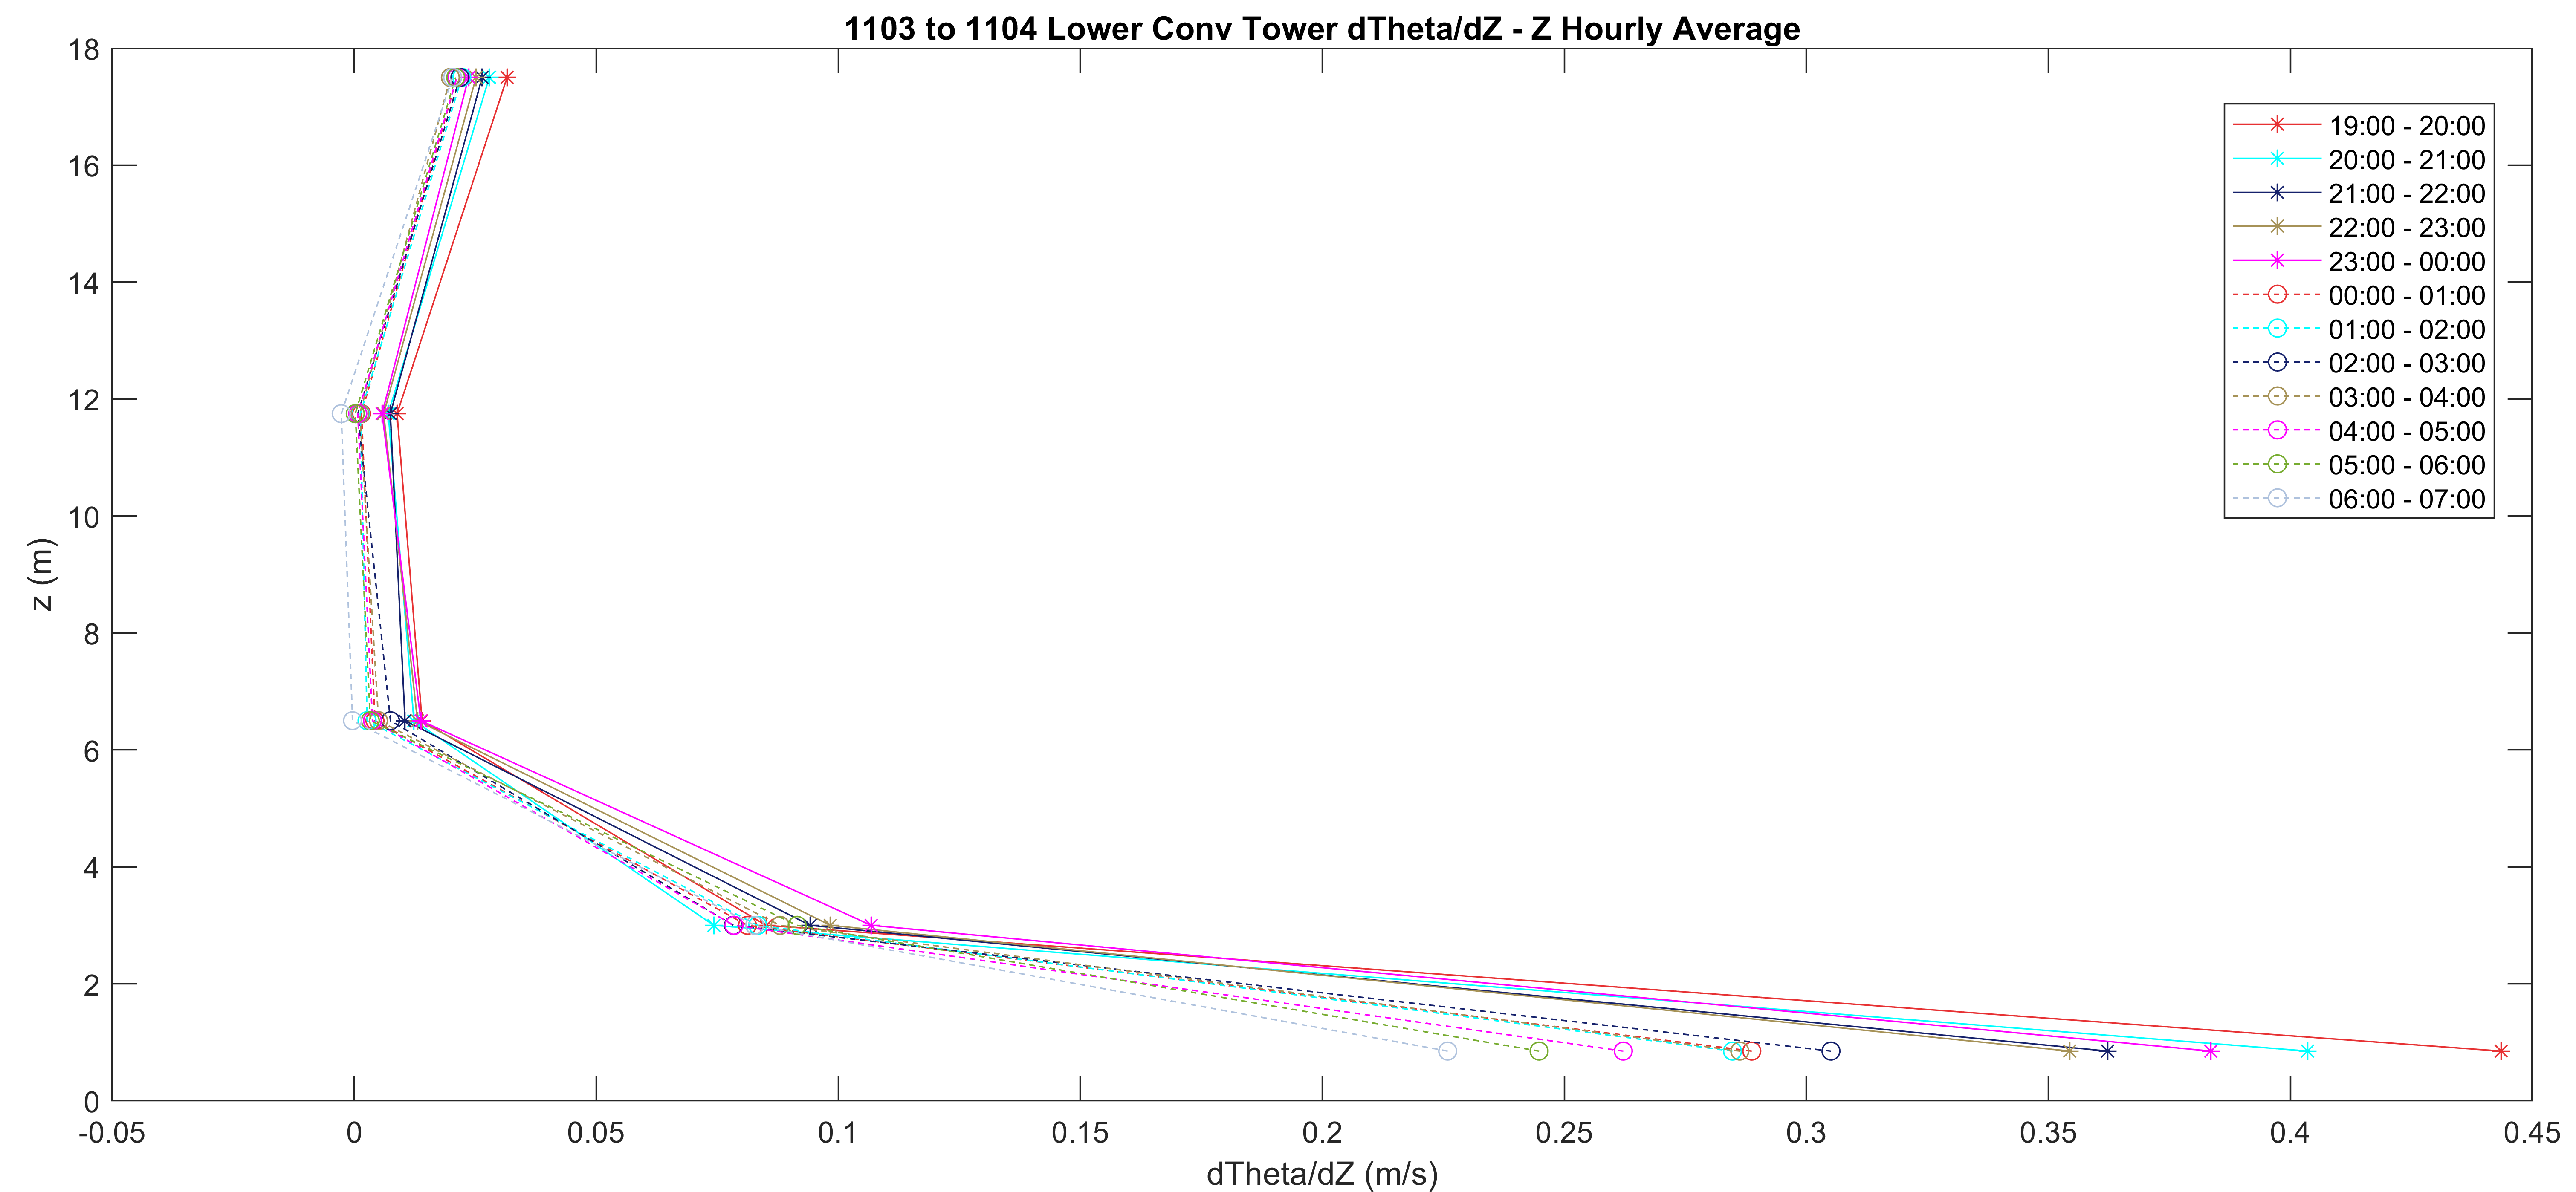 1103 to 1104 Lower Conv Tower dTheta/dZ - Z Hourly Average
18
16
14
12
10
8
6
4
2
0
z (m)
-0.05 0 0.05 0.1 0.15 0.2 0.25 0.3 0.35 0.4 0.45
dTheta/dZ (m/s)
19:00 - 20:00
20:00 - 21:00
21:00 - 22:00
22:00 - 23:00
23:00 - 00:00
00:00 - 01:00
01:00 - 02:00
02:00 - 03:00
03:00 - 04:00
04:00 - 05:00
05:00 - 06:00
06:00 - 07:00